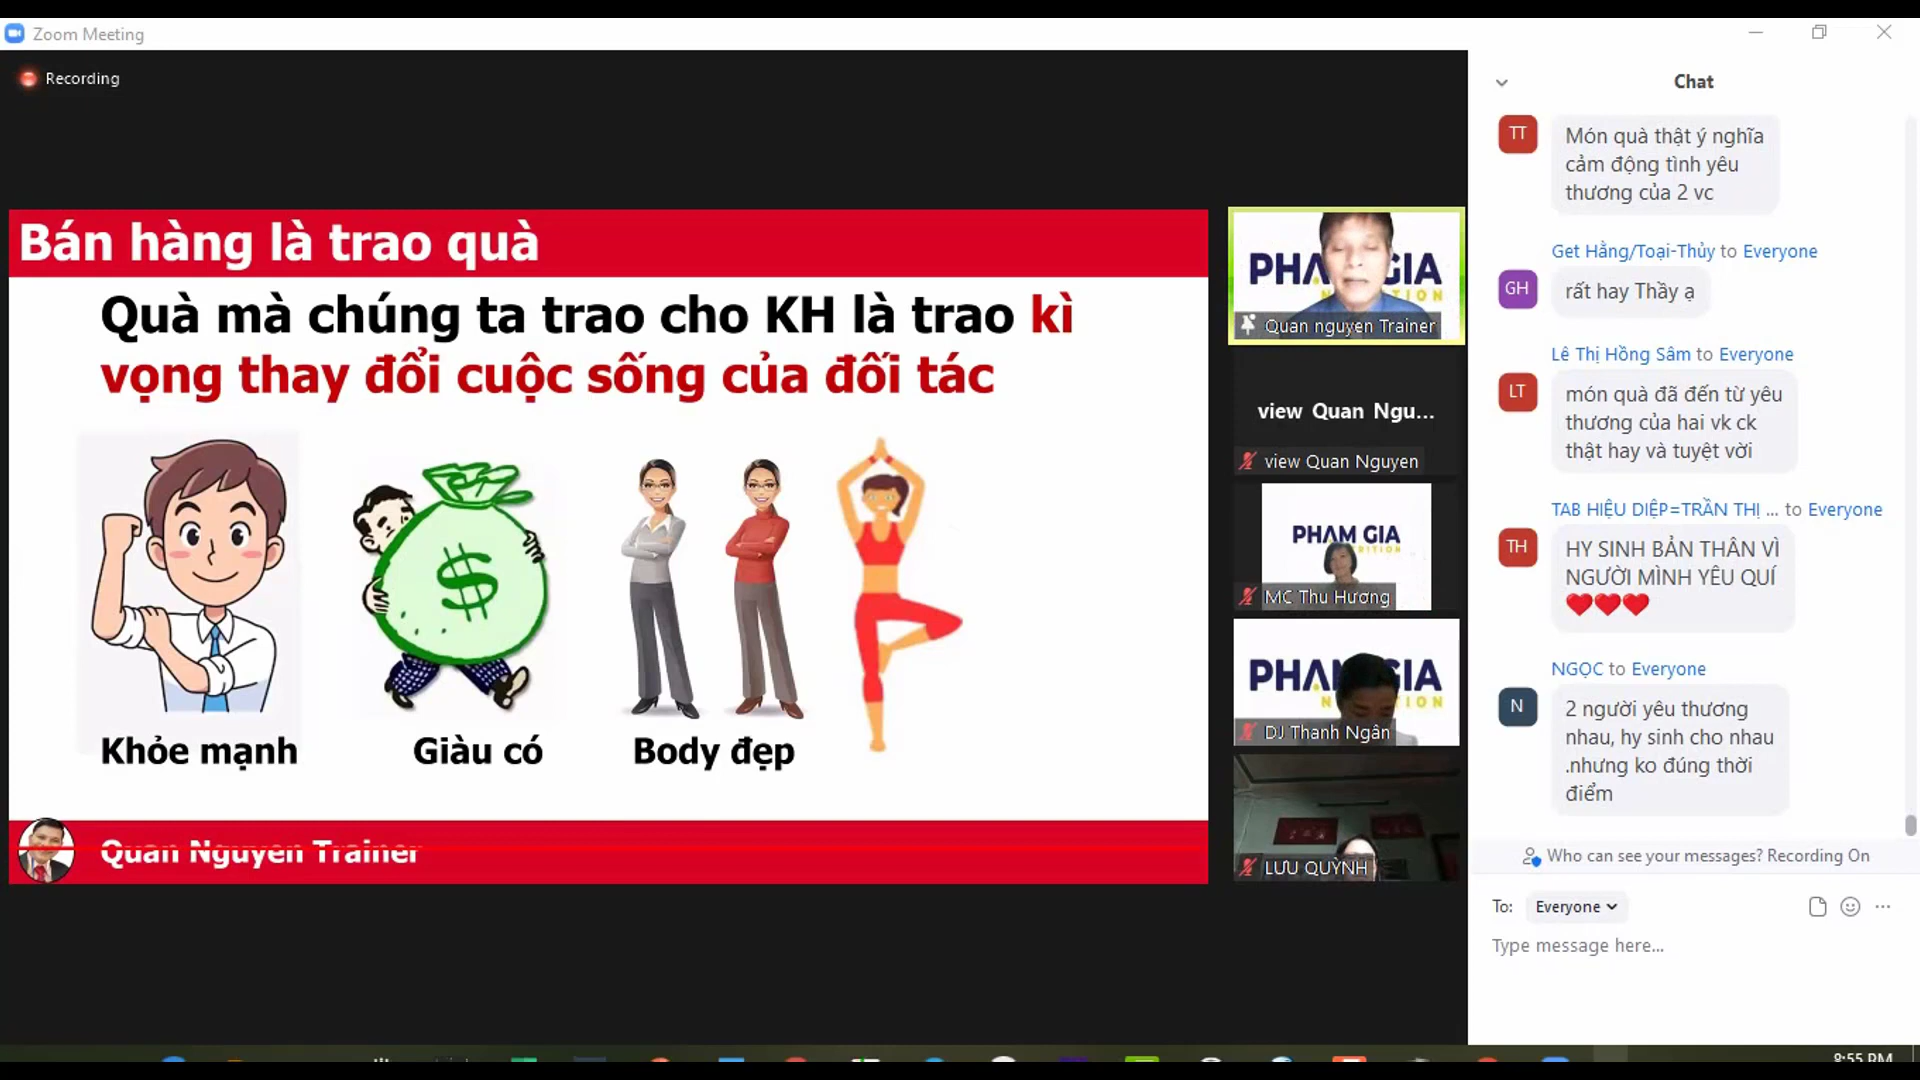 Zoom Meeting
Recording
Bán hàng là trao quà
Quà mà chúng ta trao cho KH là trao kì
vọng thay đổi cuộc sống của đối tác
$
Khỏe mạnh
Giàu có
Body đẹp
Quan Nguyen Trainer
Quan nguyen Trainer
view Quan Ngu...
view Quan Nguyen
PHAM GIA
MC Thu Hương
DJ Thanh Ngân
LƯU QUỲNH
Chat
TT
Món quà thật ý nghĩa
cảm động tình yêu
thương của 2 vc
Get Hằng/Toại-Thủy to Everyone
GH
rất hay Thầy ạ
Lê Thị Hồng Sâm to Everyone
LT
món quà đã đến từ yêu
thương của hai vk ck
thật hay và tuyệt vời
TAB HIỆU DIỆP=TRẦN THỊ ... to Everyone
TH
HY SINH BẢN THÂN VÌ
NGƯỜI MÌNH YÊU QUÍ
❤❤❤
NGỌC to Everyone
N
2 người yêu thương
nhau, hy sinh cho nhau
.nhưng ko đúng thời
điểm
Who can see your messages? Recording On
To: Everyone
Type message here...
8:55 PM